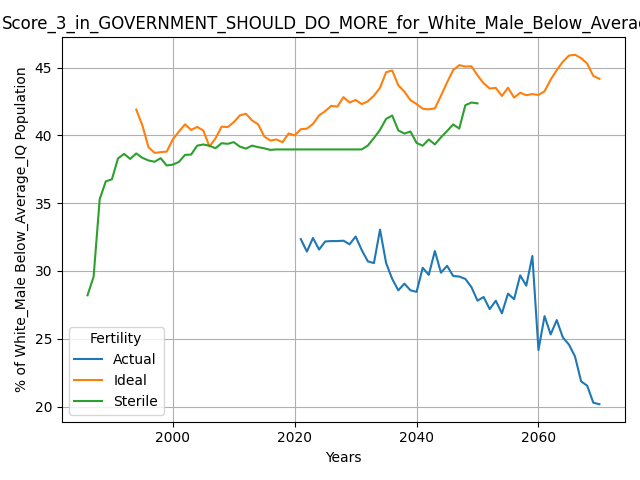 Score_3_in_GOVERNMENT_SHOULD_DO_MORE_for_White_Male_Below_Avera
% of White_Male Below_Average_IQ Population
45
40
35
30
25
20
Fertility
Actual
Ideal
Sterile
2000
2020
2040
2060
Years